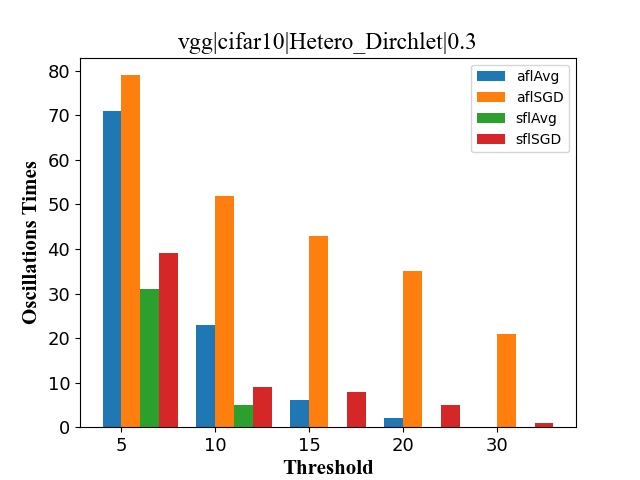 vgg|cifar10|Hetero_Dirchlet|0.3
80
70
60
50
40
30
20
10
0
Oscillations Times
aflAvg
aflSGD
sflAvg
sflSGD
5 10 15 20 30
Threshold